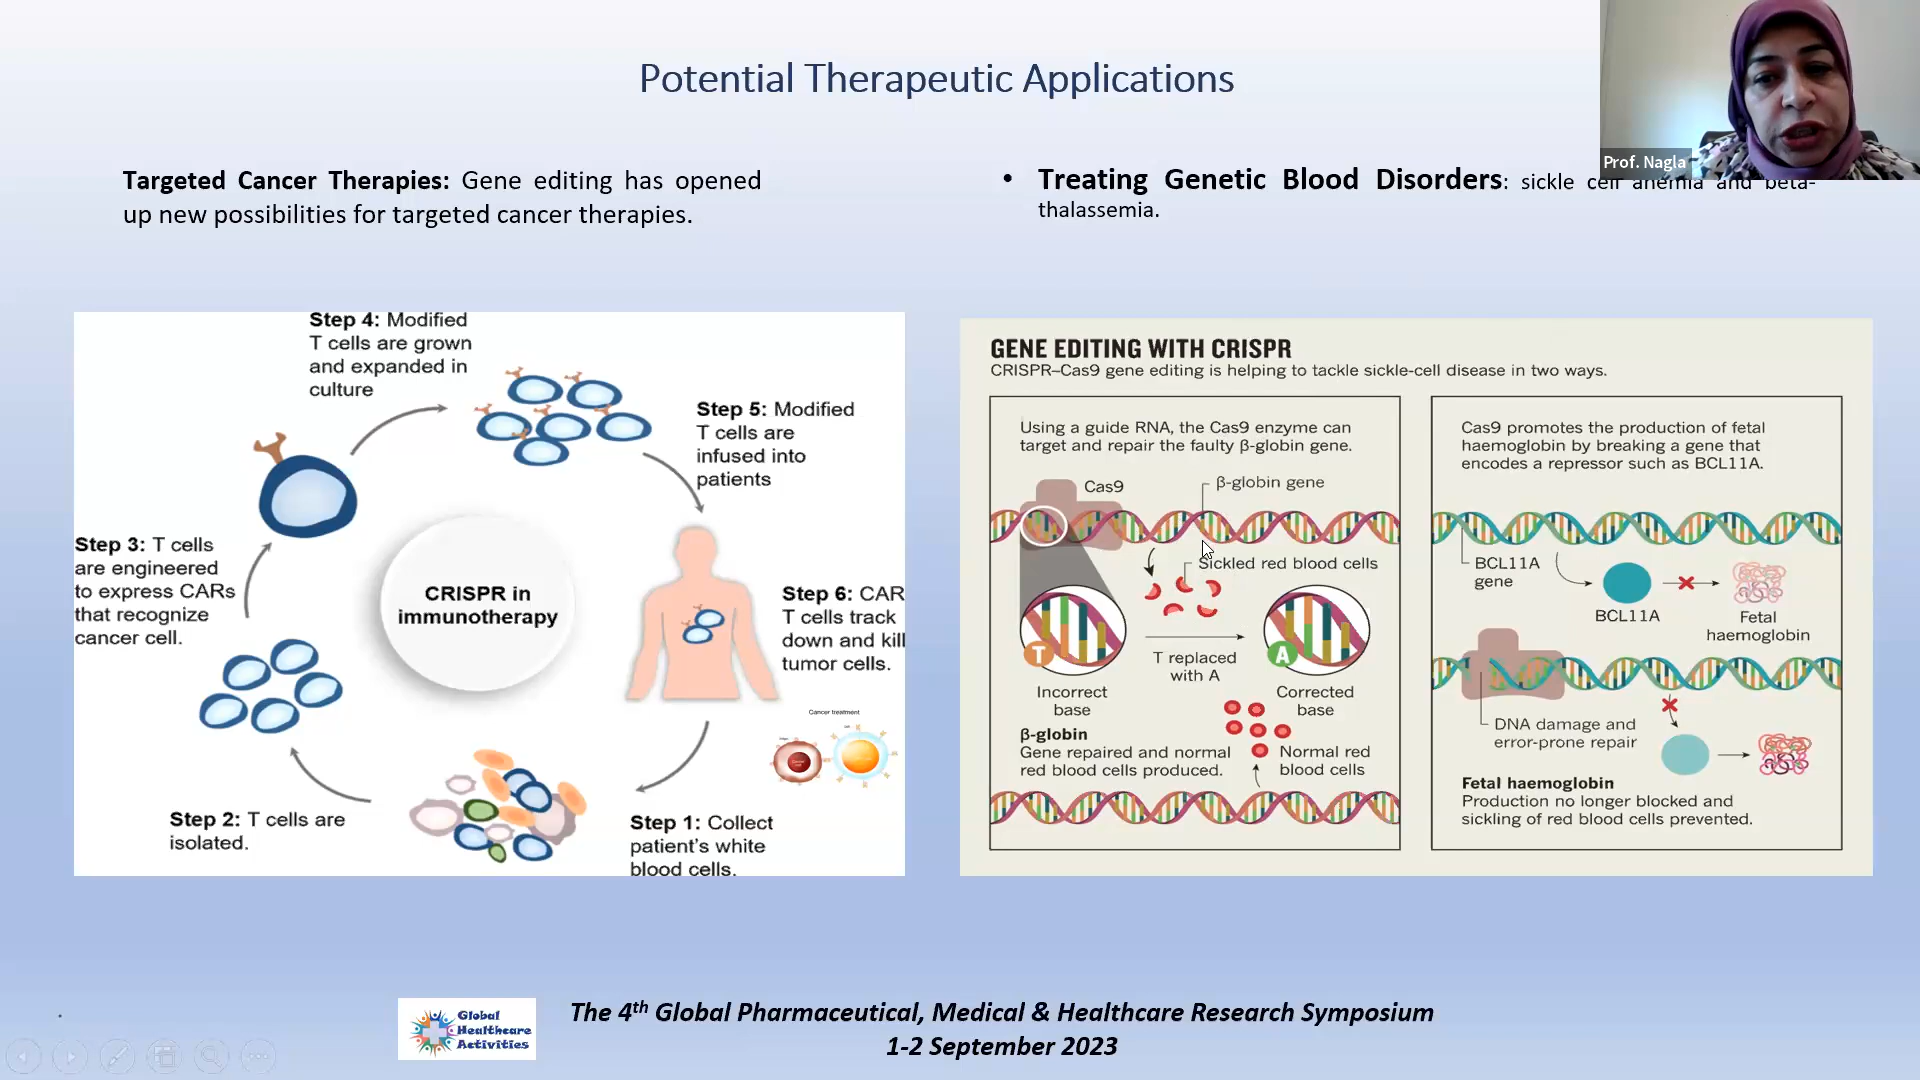 Potential Therapeutic Applications
Prof. Nagla
Targeted Cancer Therapies: Gene editing has opened
up new possibilities for targeted cancer therapies.
• Treating Genetic Blood Disorders: sickle cell anemia and beta-
thalassemia.
Step 4: Modified
T cells are grown
and expanded in
culture
Step 5: Modified
T cells are
infused into
patients
Step 3: T cells
are engineered
to express CARs
that recognize
cancer cell.
CRISPR in
immunotherapy
Step 6: CAR
T cells track
down and kill
tumor cells.
Cancer treatment
Step 2: T cells are
isolated.
Step 1: Collect
patient's white
blood cells.
GENE EDITING WITH CRISPR
CRISPR–Cas9 gene editing is helping to tackle sickle-cell disease in two ways.
Using a guide RNA, the Cas9 enzyme can
target and repair the faulty β-globin gene.
Cas9
β-globin gene
Sickled red blood cells
T
A
T replaced
with A
Incorrect
base
Corrected
base
β-globin
Gene repaired and normal
red blood cells produced.
Normal red
blood cells
Cas9 promotes the production of fetal
haemoglobin by breaking a gene that
encodes a repressor such as BCL11A.
BCL11A
gene
BCL11A
Fetal
haemoglobin
DNA damage and
error-prone repair
Fetal haemoglobin
Production no longer blocked and
sickling of red blood cells prevented.
Global
Healthcare
Activities
The 4th Global Pharmaceutical, Medical & Healthcare Research Symposium
1-2 September 2023